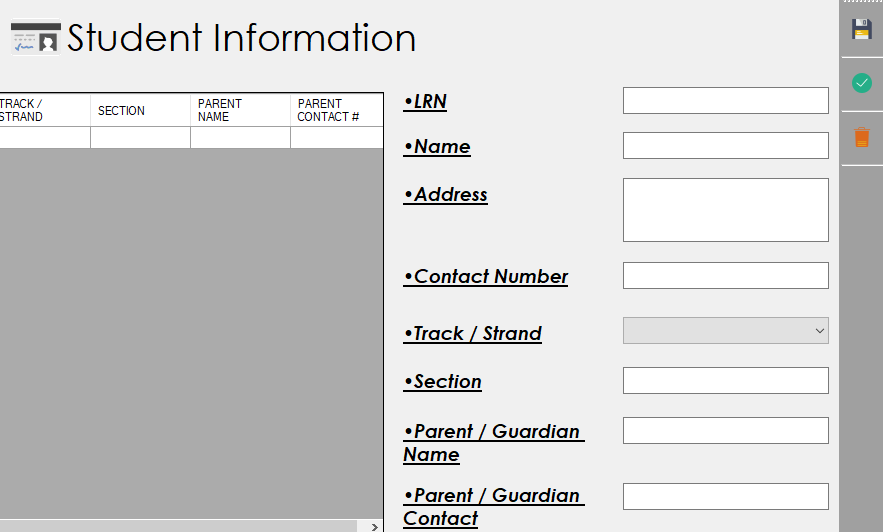 Student Information
TRACK /
STRAND
SECTION
PARENT
NAME
PARENT
CONTACT #
•LRN
•Name
•Address
•Contact Number
•Track / Strand
•Section
•Parent / Guardian
Name
•Parent / Guardian
Contact